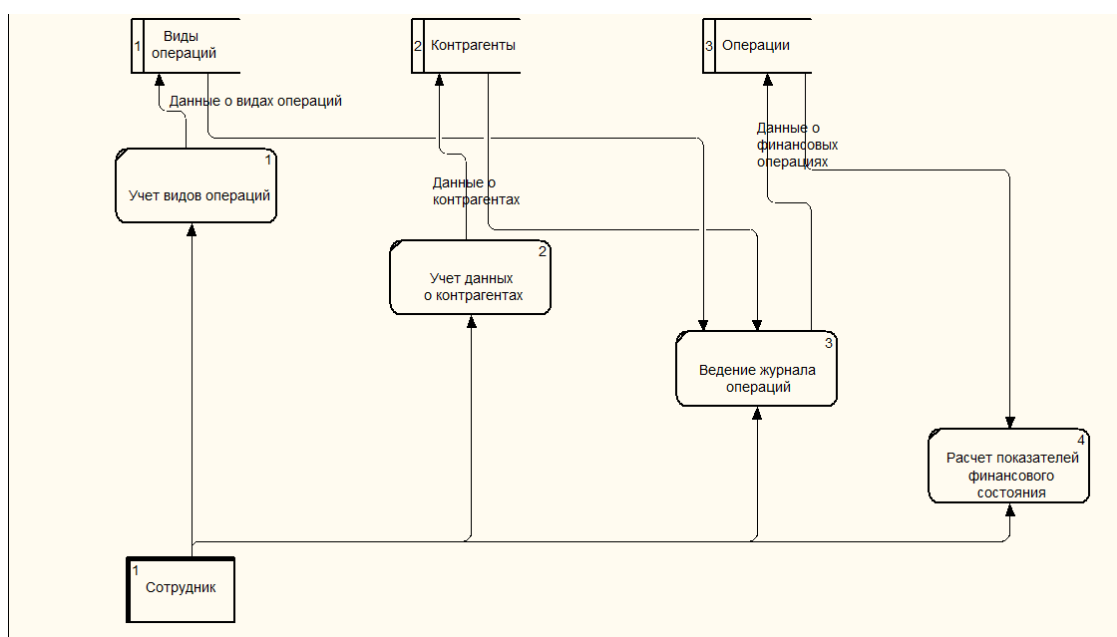 1
Виды
операций
2 Контрагенты
3 Операции
Данные о видах операций
Данные о
финансовых
операциях
1
Учет видов операций
Данные о
контрагентах
2
Учет данных
о контрагентах
3
Ведение журнала
операций
4
Расчет показателей
финансового
состояния
1
Сотрудник